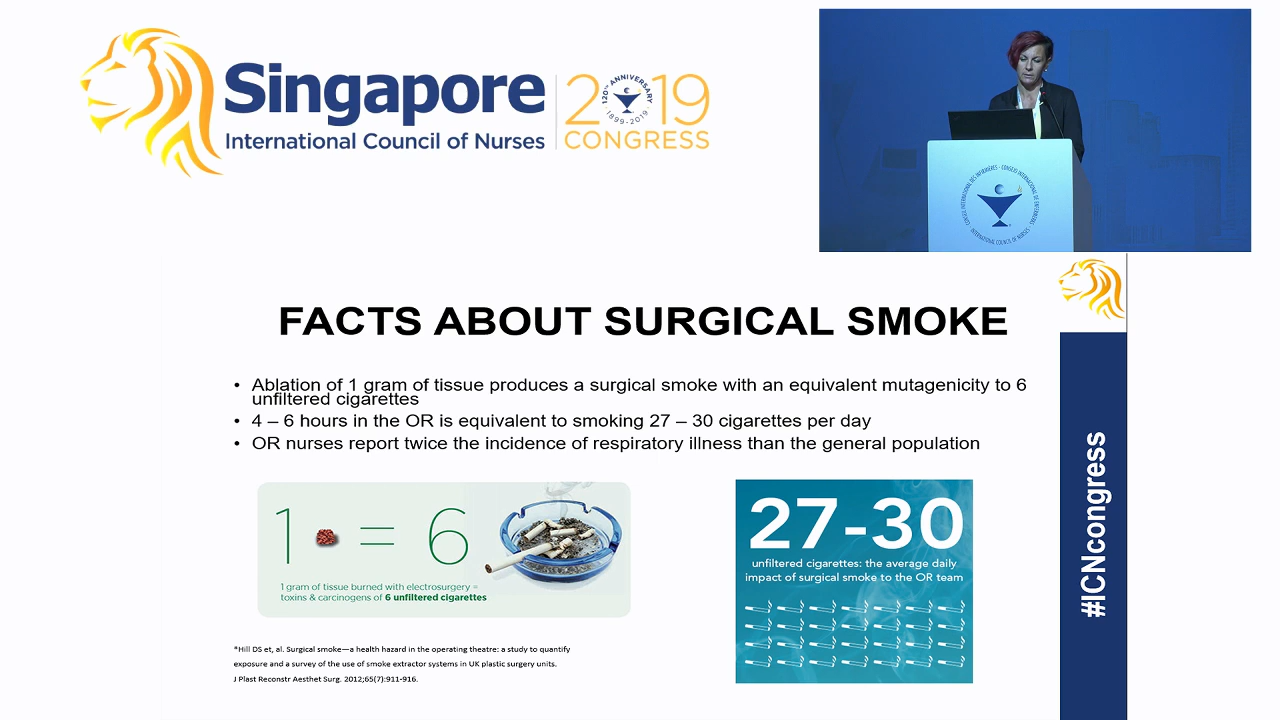 Singapore
International Council of Nurses
2019
120TH ANNIVERSARY
· 1899-2019 ·
CONGRESS
FACTS ABOUT SURGICAL SMOKE
• Ablation of 1 gram of tissue produces a surgical smoke with an equivalent mutagenicity to 6
unfiltered cigarettes
• 4 – 6 hours in the OR is equivalent to smoking 27 – 30 cigarettes per day
• OR nurses report twice the incidence of respiratory illness than the general population
1 = 6
1 gram of tissue burned with electrosurgery =
toxins & carcinogens of 6 unfiltered cigarettes
27-30
unfiltered cigarettes: the average daily
impact of surgical smoke to the OR team
*Hill DS et, al. Surgical smoke—a health hazard in the operating theatre: a study to quantify
exposure and a survey of the use of smoke extractor systems in UK plastic surgery units.
J Plast Reconstr Aesthet Surg. 2012;65(7):911-916.
#ICNcongress